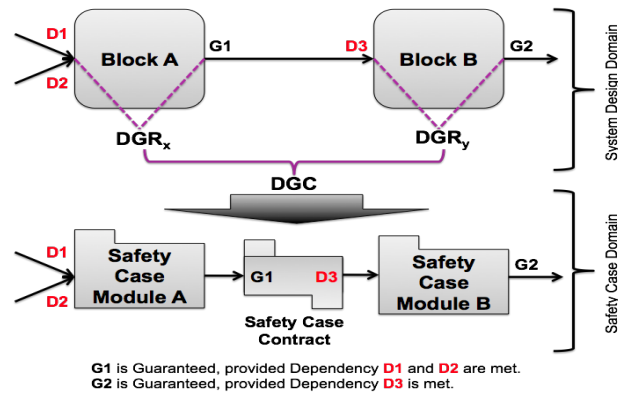 D1
D2
Block A
G1
D3
Block B
G2
System Design Domain
DGRx
DGRy
DGC
D1
D2
Safety
Case
Module A
G1
D3
Safety Case
Contract
Safety
Case
Module B
G2
Safety Case Domain
G1 is Guaranteed, provided Dependency D1 and D2 are met.
G2 is Guaranteed, provided Dependency D3 is met.